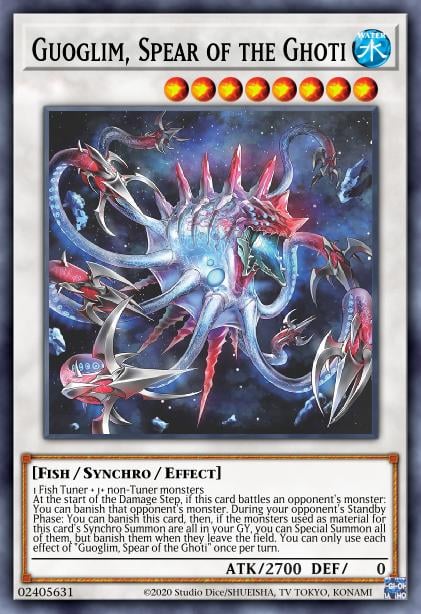 Guoglim, Spear of the Ghoti
WATER
水
[Fish / Synchro / Effect]
1 Fish Tuner + 1+ non-Tuner monsters
At the start of the Damage Step, if this card battles an opponent's monster:
You can banish that opponent's monster. During your opponent's Standby
Phase: You can banish this card, then, if the monsters used as material for
this card's Synchro Summon are all in your GY, you can Special Summon all
of them, but banish them when they leave the field. You can only use each
effect of "Guoglim, Spear of the Ghoti" once per turn.
ATK/2700 DEF/ 0
02405631 ©2020 Studio Dice/SHUEISHA, TV TOKYO, KONAMI